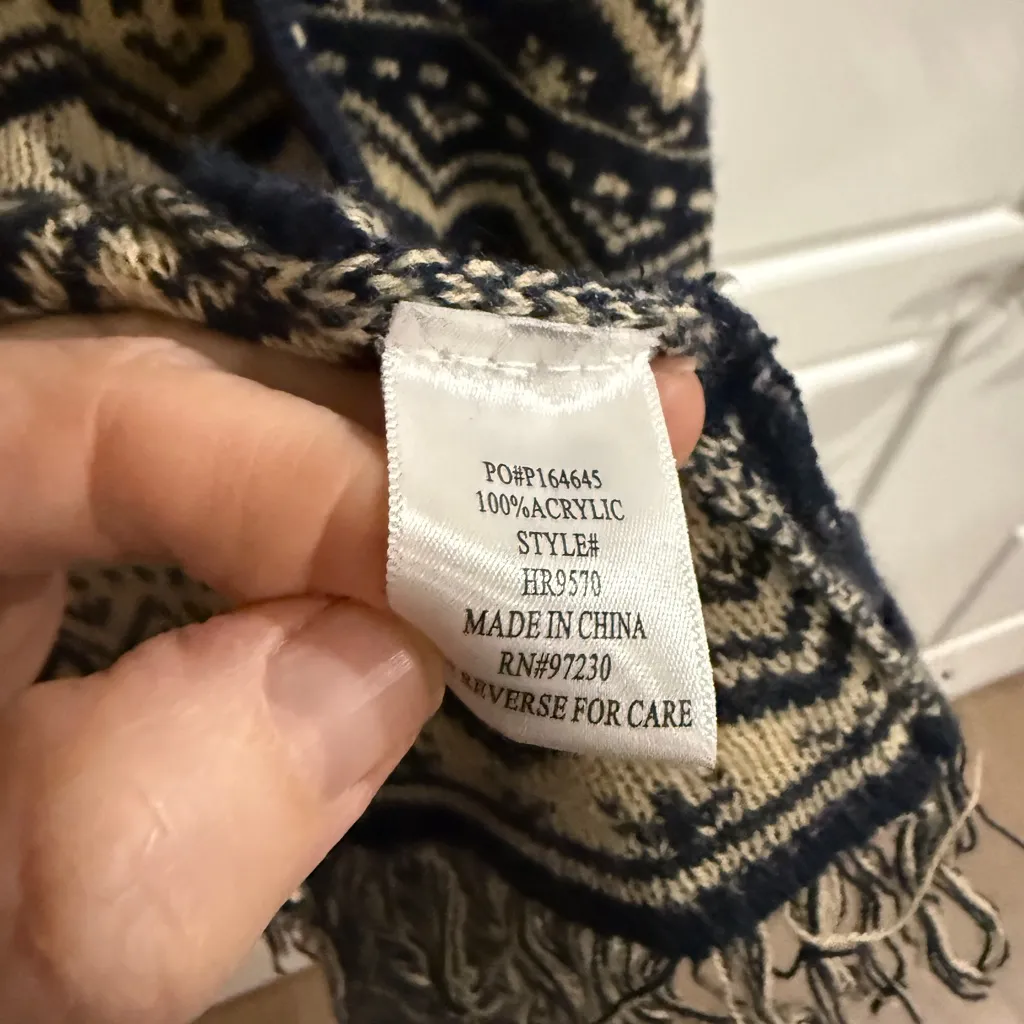 PO#P164645
100%ACRYLIC
STYLE#
HR9570
MADE IN CHINA
RN#97230
REVERSE FOR CARE